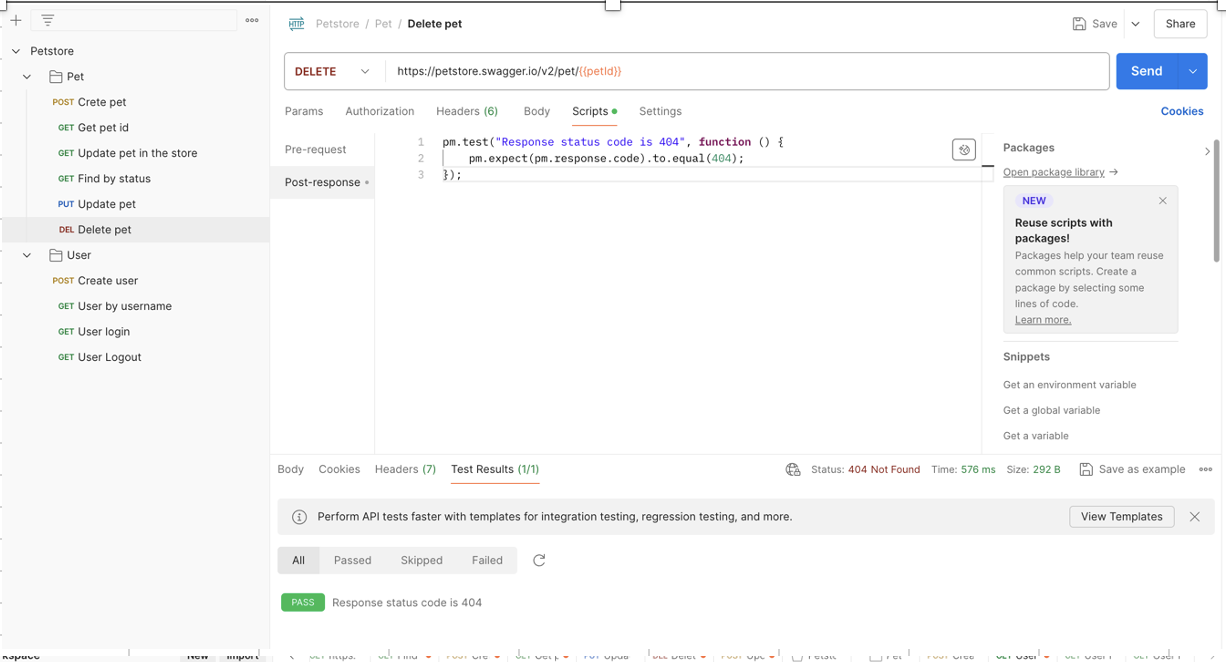 Petstore / Pet / Delete pet
Save
Share
Petstore
Pet
POST Crete pet
GET Get pet id
GET Update pet in the store
GET Find by status
PUT Update pet
DEL Delete pet
User
POST Create user
GET User by username
GET User login
GET User Logout
HTTP
DELETE
https://petstore.swagger.io/v2/pet/{{petId}}
Send
Params Authorization Headers (6) Body Scripts Settings
Cookies
Pre-request
Post-response
1 pm.test("Response status code is 404", function () {
2 pm.expect(pm.response.code).to.equal(404);
3 });
Packages
Open package library →
NEW
Reuse scripts with
packages!
Packages help your team reuse
common scripts. Create a
package by selecting some
lines of code.
Learn more.
Snippets
Get an environment variable
Get a global variable
Get a variable
Body Cookies Headers (7) Test Results (1/1)
Status: 404 Not Found Time: 576 ms Size: 292 B
Save as example
Perform API tests faster with templates for integration testing, regression testing, and more.
View Templates
All Passed Skipped Failed
PASS Response status code is 404